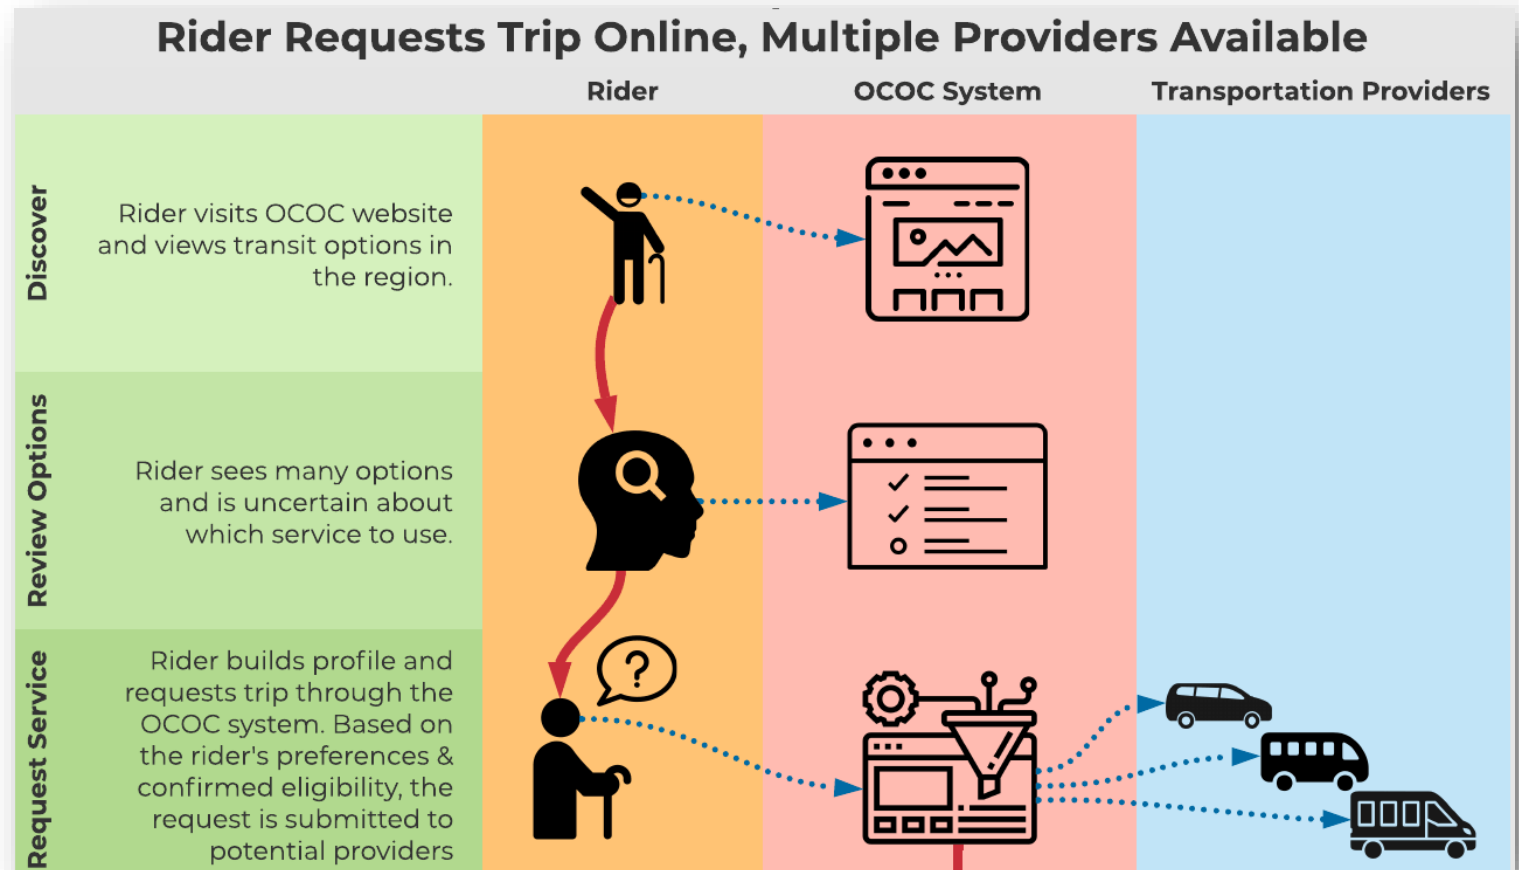 Rider Requests Trip Online, Multiple Providers Available
Rider
OCOC System
Transportation Providers
Discover
Rider visits OCOC website
and views transit options in
the region.
Review Options
Rider sees many options
and is uncertain about
which service to use.
Request Service
Rider builds profile and
requests trip through the
OCOC system. Based on
the rider's preferences &
confirmed eligibility, the
request is submitted to
potential providers
?